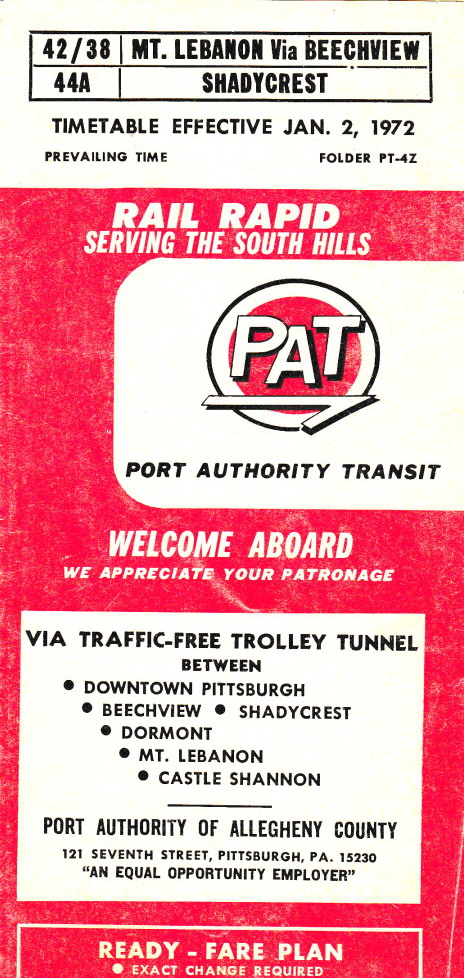 42/38 MT. LEBANON Via BEECHVIEW
44A SHADYCREST
TIMETABLE EFFECTIVE JAN. 2, 1972
PREVAILING TIME FOLDER PT-4Z
RAIL RAPID
SERVING THE SOUTH HILLS
PAT
PORT AUTHORITY TRANSIT
WELCOME ABOARD
WE APPRECIATE YOUR PATRONAGE
VIA TRAFFIC-FREE TROLLEY TUNNEL
BETWEEN
• DOWNTOWN PITTSBURGH
• BEECHVIEW • SHADYCREST
• DORMONT
• MT. LEBANON
• CASTLE SHANNON
PORT AUTHORITY OF ALLEGHENY COUNTY
121 SEVENTH STREET, PITTSBURGH, PA. 15230
"AN EQUAL OPPORTUNITY EMPLOYER"
READY - FARE PLAN
• EXACT CHANGE REQUIRED